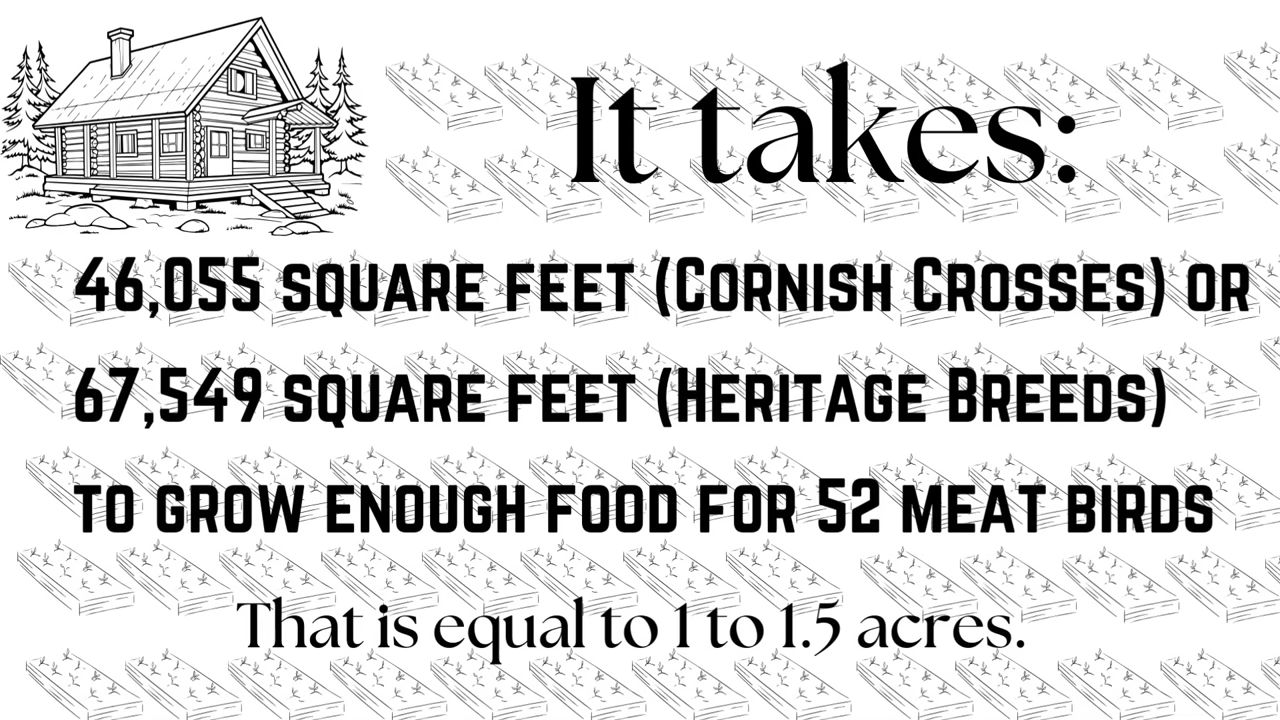 It takes:
46,055 square feet (Cornish Crosses) or
67,549 square feet (Heritage Breeds)
to grow enough food for 52 meat birds
That is equal to 1 to 1.5 acres.